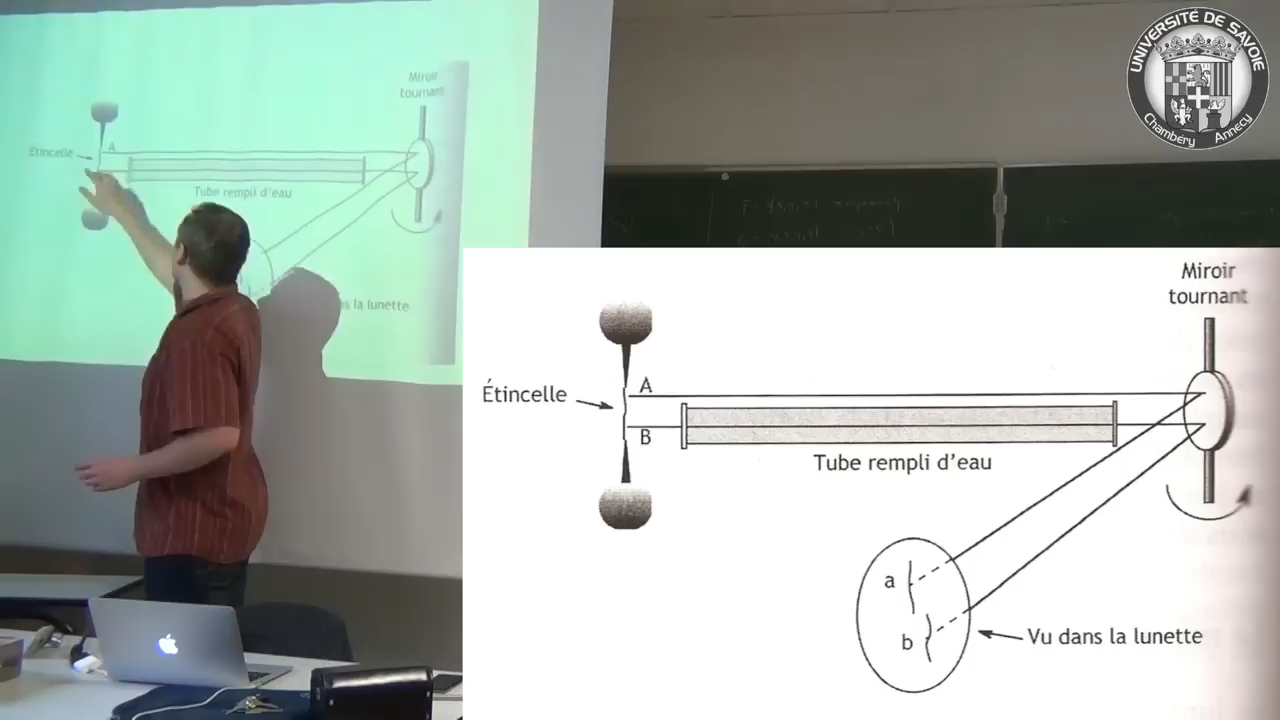 UNIVERSITÉ DE SAVOIE
Chambéry Annecy
Miroir
tournant
Étincelle
A
Tube rempli d'eau
s la lunette
Miroir
tournant
Étincelle
A
B
Tube rempli d'eau
a
b
Vu dans la lunette